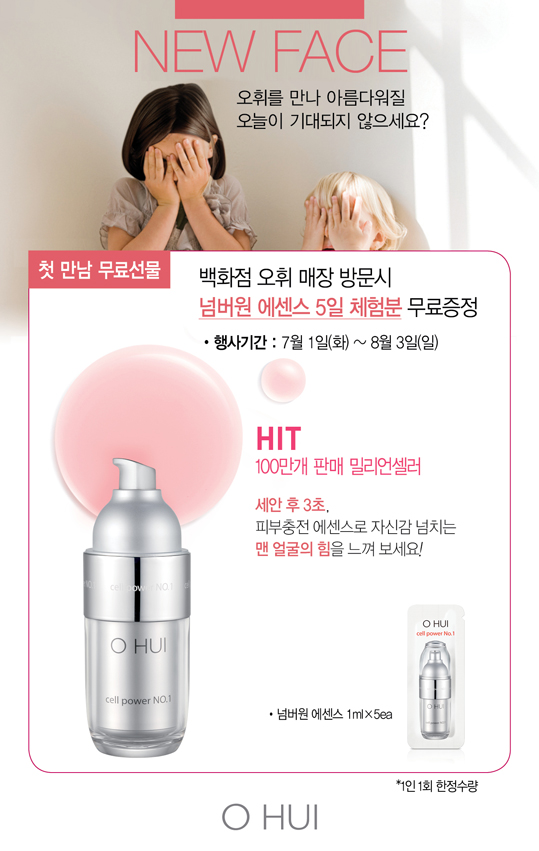 NEW FACE
오휘를 만나 아름다워질
오늘이 기대되지 않으세요?
첫 만남 무료선물
백화점 오휘 매장 방문시
넘버원 에센스 5일 체험분 무료증정
• 행사기간 : 7월 1일(화) ~ 8월 3일(일)
HIT
100만개 판매 밀리언셀러
세안 후 3초,
피부충전 에센스로 자신감 넘치는
맨 얼굴의 힘을 느껴 보세요!
cell power NO.1
O HUI
cell power NO.1
O HUI
cell power No.1
O HUI
• 넘버원 에센스 1ml×5ea
*1인 1회 한정수량
O HUI